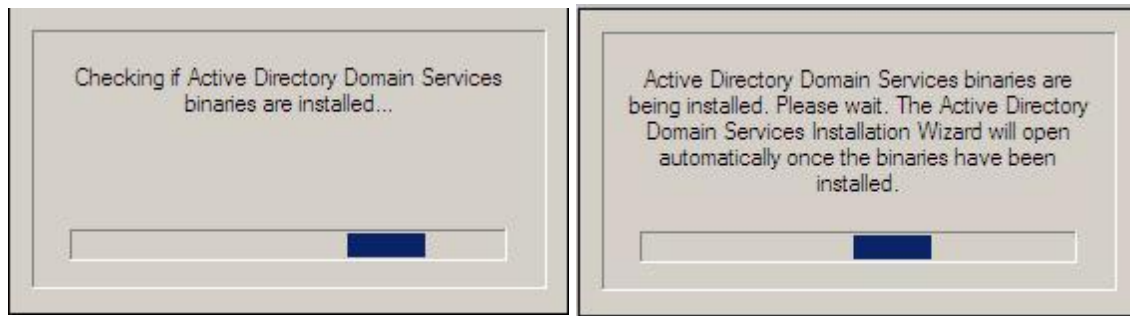 Checking if Active Directory Domain Services
binaries are installed...
Active Directory Domain Services binaries are
being installed. Please wait. The Active Directory
Domain Services Installation Wizard will open
automatically once the binaries have been
installed.